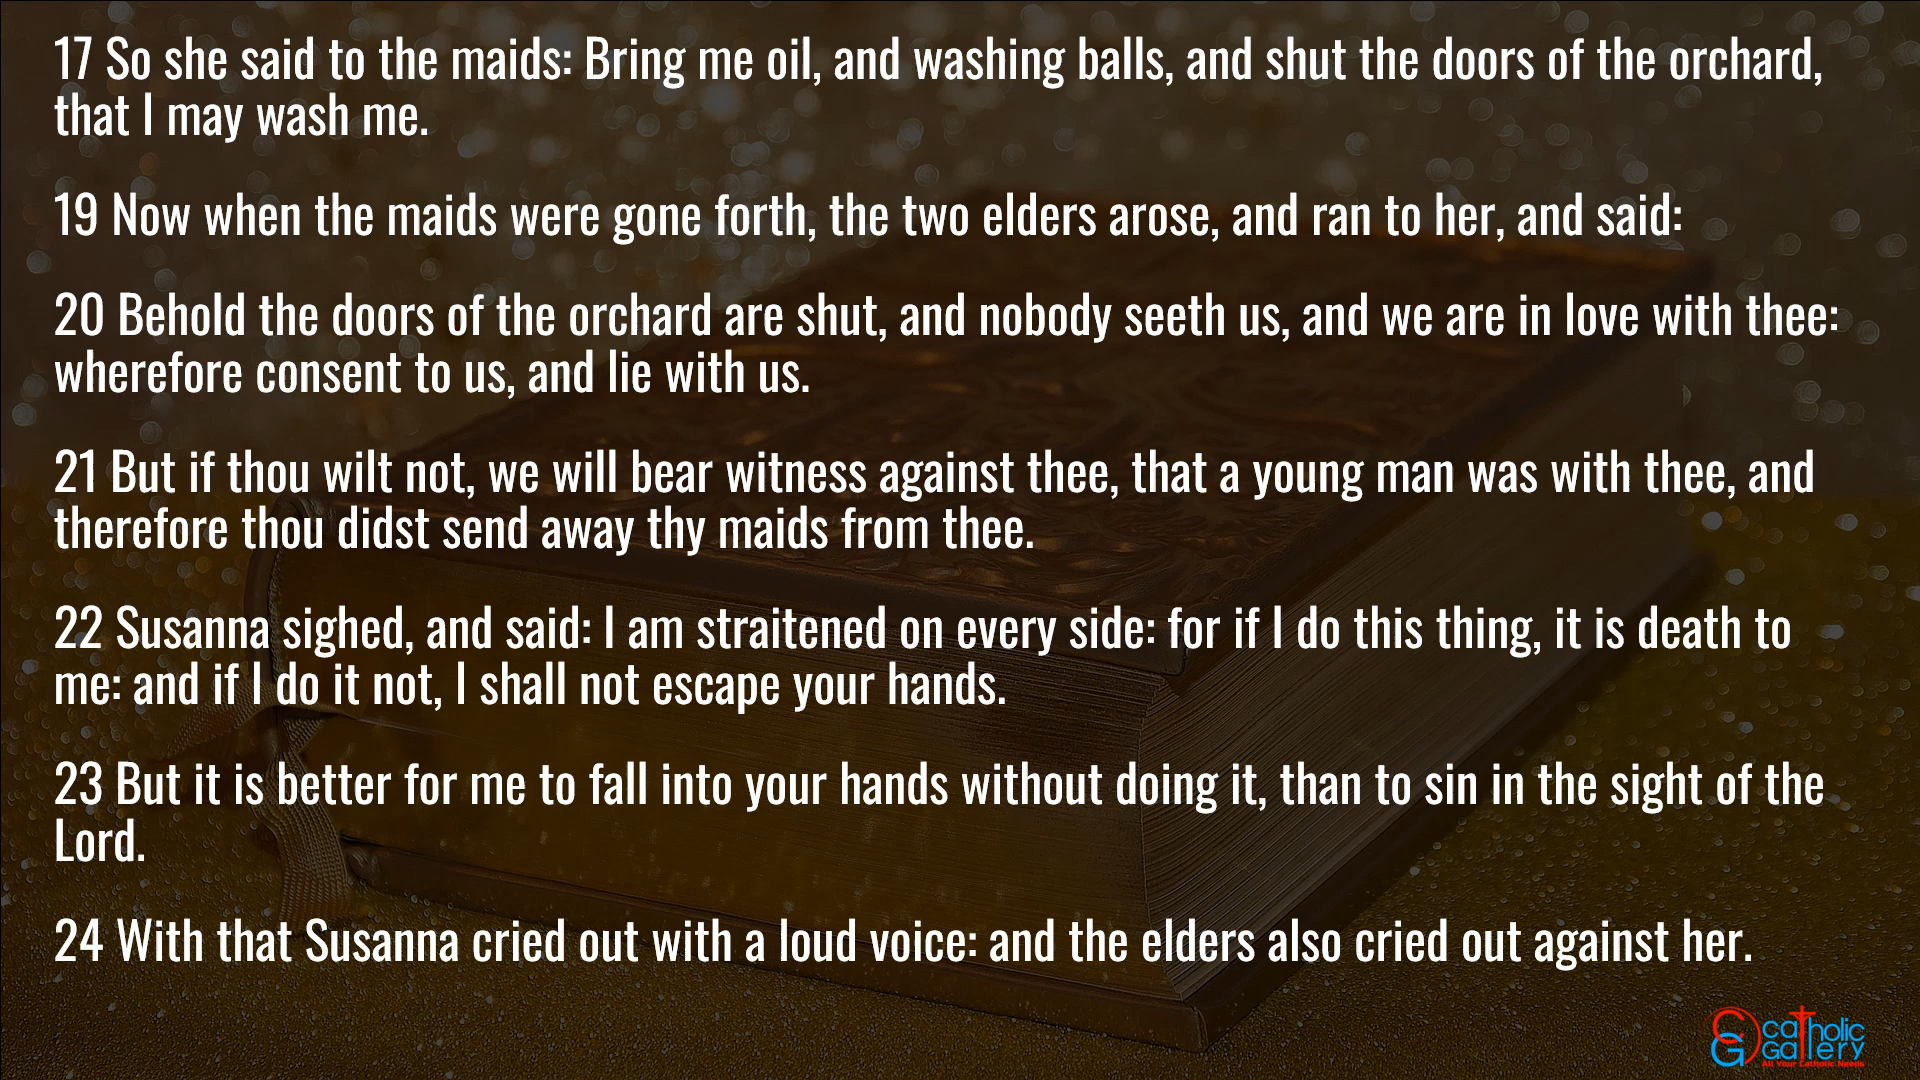 17 So she said to the maids: Bring me oil, and washing balls, and shut the doors of the orchard,
that I may wash me.
19 Now when the maids were gone forth, the two elders arose, and ran to her, and said:
20 Behold the doors of the orchard are shut, and nobody seeth us, and we are in love with thee:
wherefore consent to us, and lie with us.
21 But if thou wilt not, we will bear witness against thee, that a young man was with thee, and
therefore thou didst send away thy maids from thee.
22 Susanna sighed, and said: I am straitened on every side: for if I do this thing, it is death to
me: and if I do it not, I shall not escape your hands.
23 But it is better for me to fall into your hands without doing it, than to sin in the sight of the
Lord.
24 With that Susanna cried out with a loud voice: and the elders also cried out against her.
CG
catholic
Gallery
All Your Catholic Needs